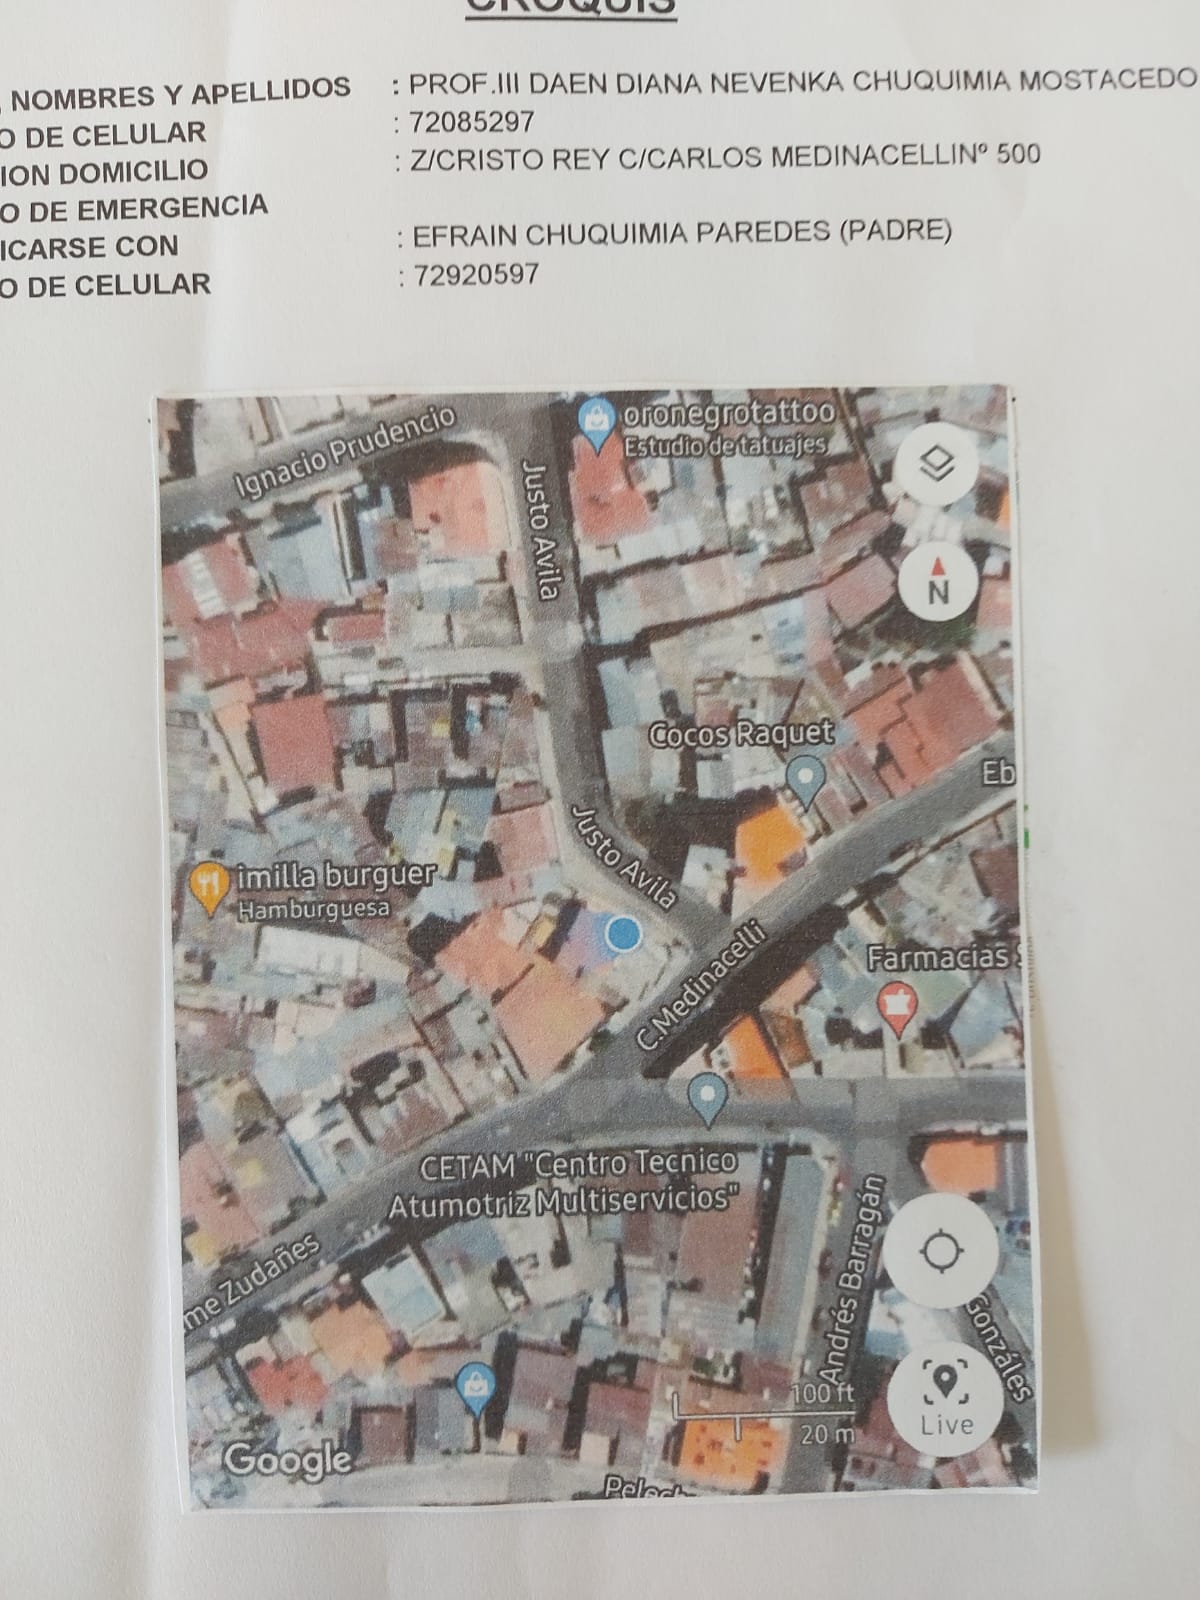 CROQUIS
, NOMBRES Y APELLIDOS : PROF.III DAEN DIANA NEVENKA CHUQUIMIA MOSTACEDO
O DE CELULAR : 72085297
ION DOMICILIO : Z/CRISTO REY C/CARLOS MEDINACELLINº 500
O DE EMERGENCIA
ICARSE CON : EFRAIN CHUQUIMIA PAREDES (PADRE)
O DE CELULAR : 72920597
Ignacio Prudencio
oronegrotattoo
Estudio de tatuajes
Justo Avila
N
Cocos Raquet
Eb
Justo Avila
imilla burguer
Hamburguesa
C.Medinacelli
Farmacias S
CETAM "Centro Tecnico
Atumotriz Multiservicios"
me Zudañes
Andrés Barragán
Gonzáles
100 ft
20 m
Live
Google